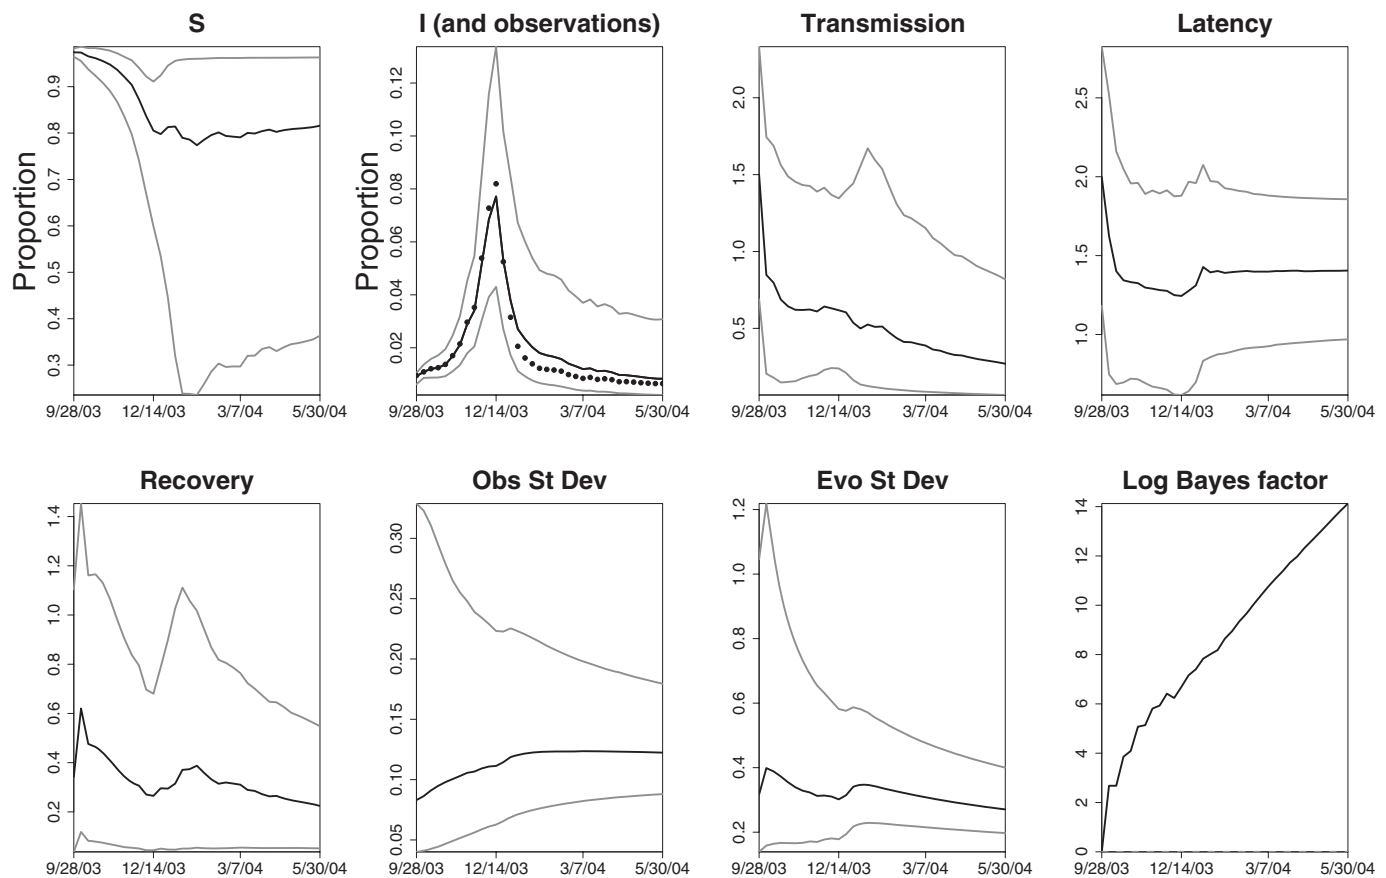 S
I (and observations)
Transmission
Latency
Proportion
0.3 0.4 0.5 0.6 0.7 0.8 0.9
9/28/03 12/14/03 3/7/04 5/30/04
Proportion
0.02 0.04 0.06 0.08 0.10 0.12
9/28/03 12/14/03 3/7/04 5/30/04
0.5 1.0 1.5 2.0
9/28/03 12/14/03 3/7/04 5/30/04
1.0 1.5 2.0 2.5
9/28/03 12/14/03 3/7/04 5/30/04
Recovery
Obs St Dev
Evo St Dev
Log Bayes factor
0.2 0.4 0.6 0.8 1.0 1.2 1.4
9/28/03 12/14/03 3/7/04 5/30/04
0.05 0.10 0.15 0.20 0.25 0.30
9/28/03 12/14/03 3/7/04 5/30/04
0.2 0.4 0.6 0.8 1.0 1.2
9/28/03 12/14/03 3/7/04 5/30/04
0 2 4 6 8 10 12 14
9/28/03 12/14/03 3/7/04 5/30/04